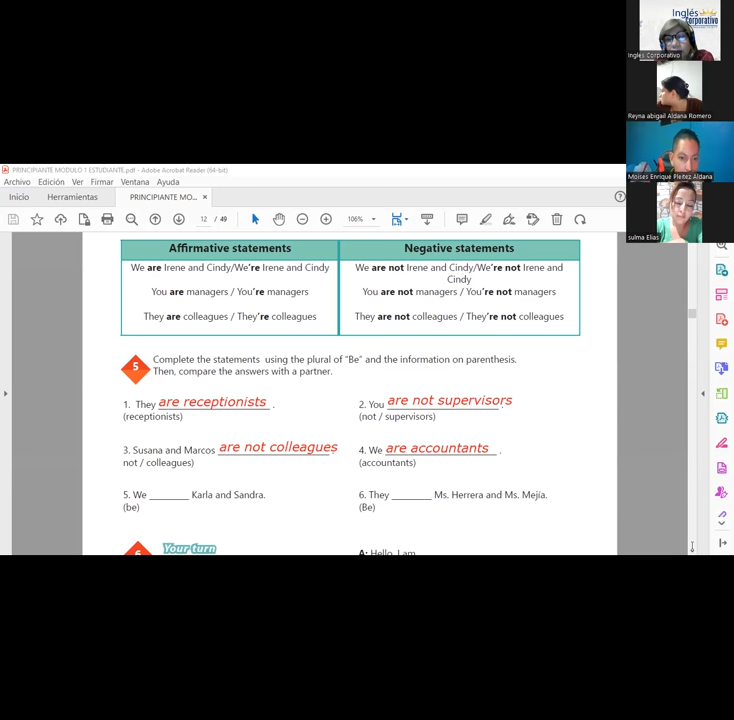 Inglés
Corporativo
Ingles Corporativo
Reyna abigail Aldana Romero
Moises Enrique Pleitez Aldana
sulma Elias
PRINCIPIANTE MODULO 1 ESTUDIANTE.pdf - Adobe Acrobat Reader (64-bit)
Archivo Edición Ver Firmar Ventana Ayuda
Inicio Herramientas PRINCIPIANTE MO... ×
12 / 49 106%
Affirmative statements Negative statements
We are Irene and Cindy/We're Irene and Cindy We are not Irene and Cindy/We're not Irene and
Cindy
You are managers / You're managers You are not managers / You're not managers
They are colleagues / They're colleagues They are not colleagues / They're not colleagues
5 Complete the statements using the plural of "Be" and the information on parenthesis.
Then, compare the answers with a partner.
1. They are receptionists . 2. You are not supervisors .
(receptionists) (not / supervisors)
3. Susana and Marcos are not colleagues . 4. We are accountants .
not / colleagues) (accountants)
5. We ________ Karla and Sandra. 6. They ________ Ms. Herrera and Ms. Mejía.
(be) (Be)
6 Your turn A: Hello, I am